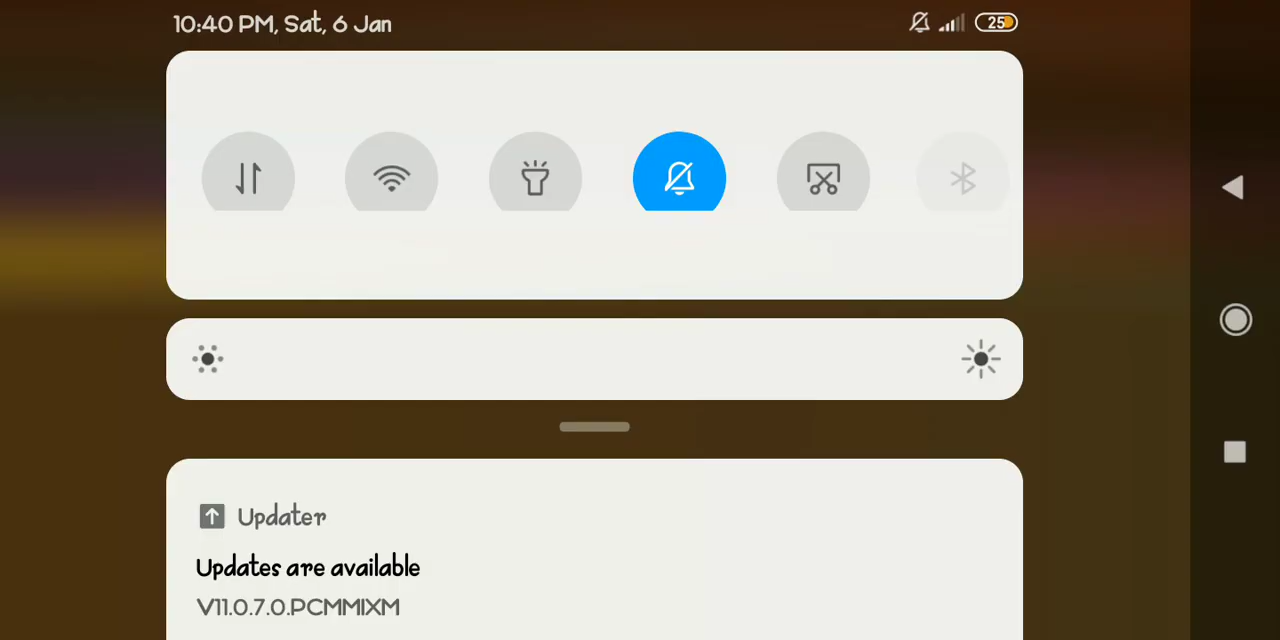 10:40 PM, Sat, 6 Jan
25
Updater
Updates are available
V11.0.7.0.PCMMIXM